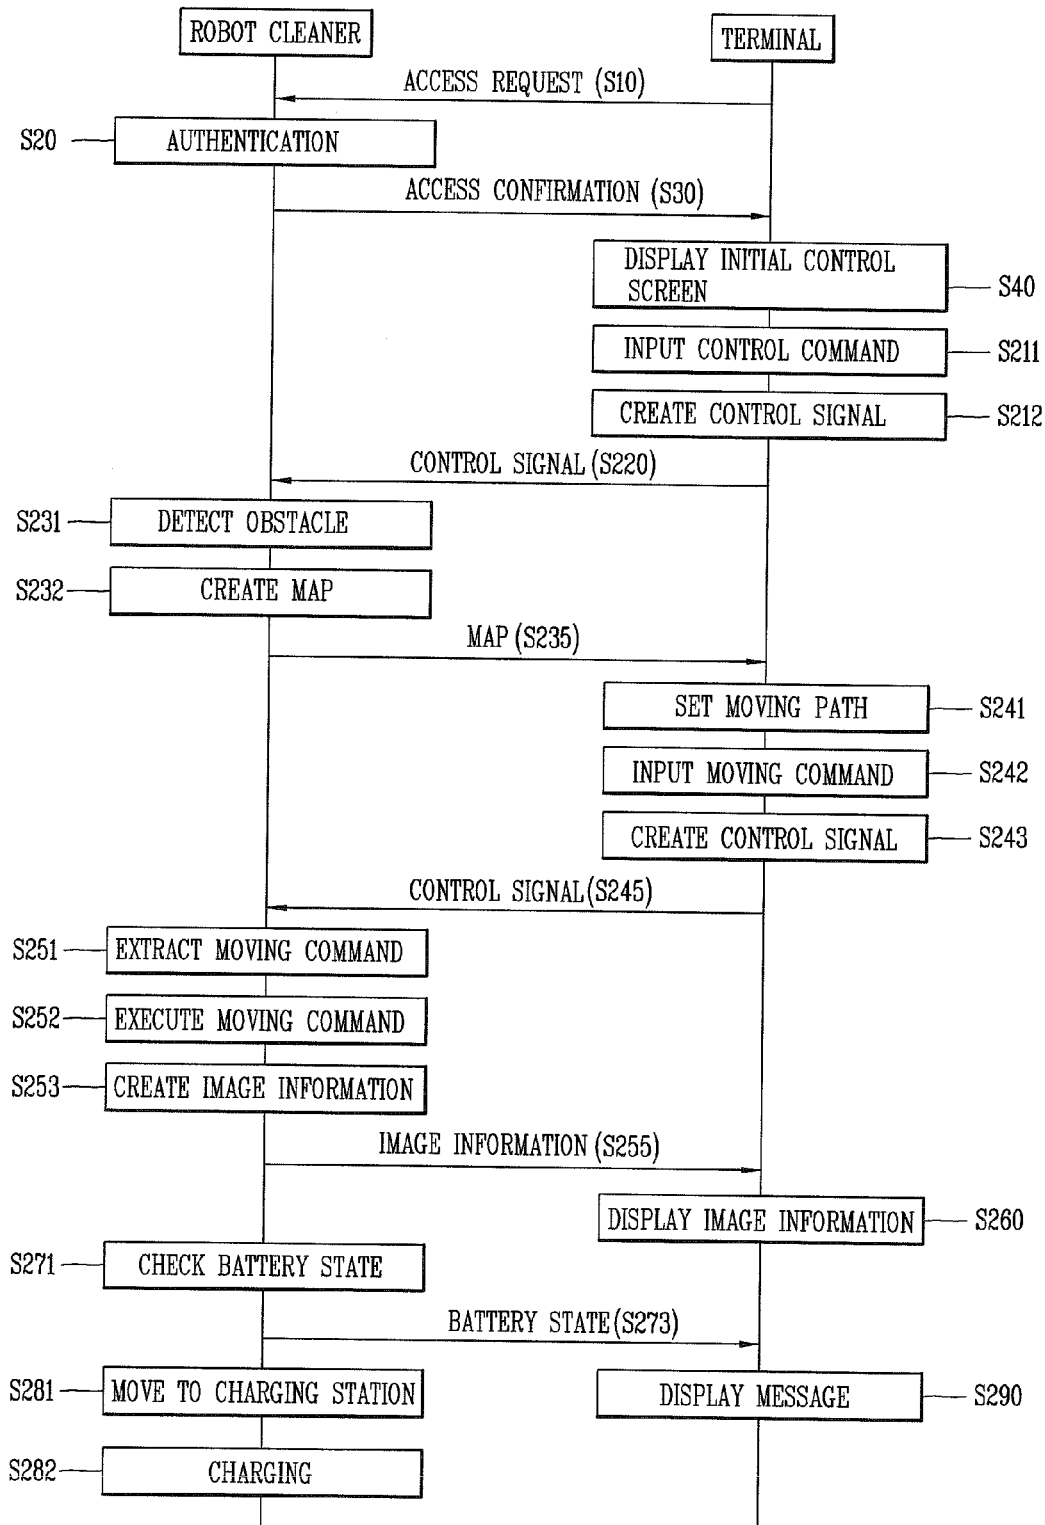 ROBOT CLEANER
TERMINAL
ACCESS REQUEST (S10)
S20
AUTHENTICATION
ACCESS CONFIRMATION (S30)
DISPLAY INITIAL CONTROL
SCREEN
S40
INPUT CONTROL COMMAND
S211
CREATE CONTROL SIGNAL
S212
CONTROL SIGNAL (S220)
S231
DETECT OBSTACLE
S232
CREATE MAP
MAP (S235)
SET MOVING PATH
S241
INPUT MOVING COMMAND
S242
CREATE CONTROL SIGNAL
S243
CONTROL SIGNAL (S245)
S251
EXTRACT MOVING COMMAND
S252
EXECUTE MOVING COMMAND
S253
CREATE IMAGE INFORMATION
IMAGE INFORMATION (S255)
DISPLAY IMAGE INFORMATION
S260
S271
CHECK BATTERY STATE
BATTERY STATE (S273)
S281
MOVE TO CHARGING STATION
DISPLAY MESSAGE
S290
S282
CHARGING